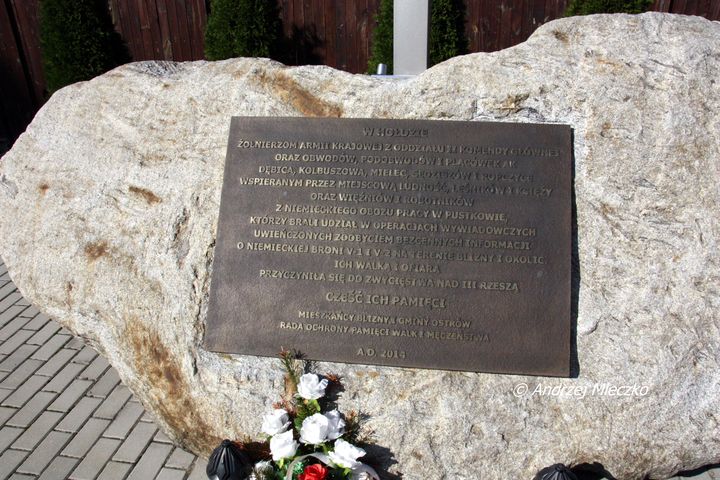 W HOŁDZIE
ŻOŁNIERZOM ARMII KRAJOWEJ Z ODDZIAŁU II KOMENDY GŁÓWNEJ
ORAZ OBWODÓW, PODOBWODÓW I PLACÓWEK AK
DĘBICA, KOLBUSZOWA, MIELEC, SĘDZISZÓW I ROPCZYCE
WSPIERANYM PRZEZ MIEJSCOWĄ LUDNOŚĆ, LEŚNIKÓW I KSIĘŻY
ORAZ WIĘŹNIÓW I ROBOTNIKÓW
Z NIEMIECKIEGO OBOZU PRACY W PUSTKOWIE,
KTÓRZY BRALI UDZIAŁ W OPERACJACH WYWIADOWCZYCH
UWIEŃCZONYCH ZDOBYCIEM BEZCENNYCH INFORMACJI
O NIEMIECKIEJ BRONI V-1 I V-2 NA TERENIE BLIZNY I OKOLIC.
ICH WALKA I OFIARA
PRZYCZYNIŁA SIĘ DO ZWYCIĘSTWA NAD III RZESZĄ
CZEŚĆ ICH PAMIĘCI
MIESZKAŃCY BLIZNY I GMINY OSTRÓW
RADA OCHRONY PAMIĘCI WALK I MĘCZEŃSTWA
A.D. 2014
© Andrzej Mleczko